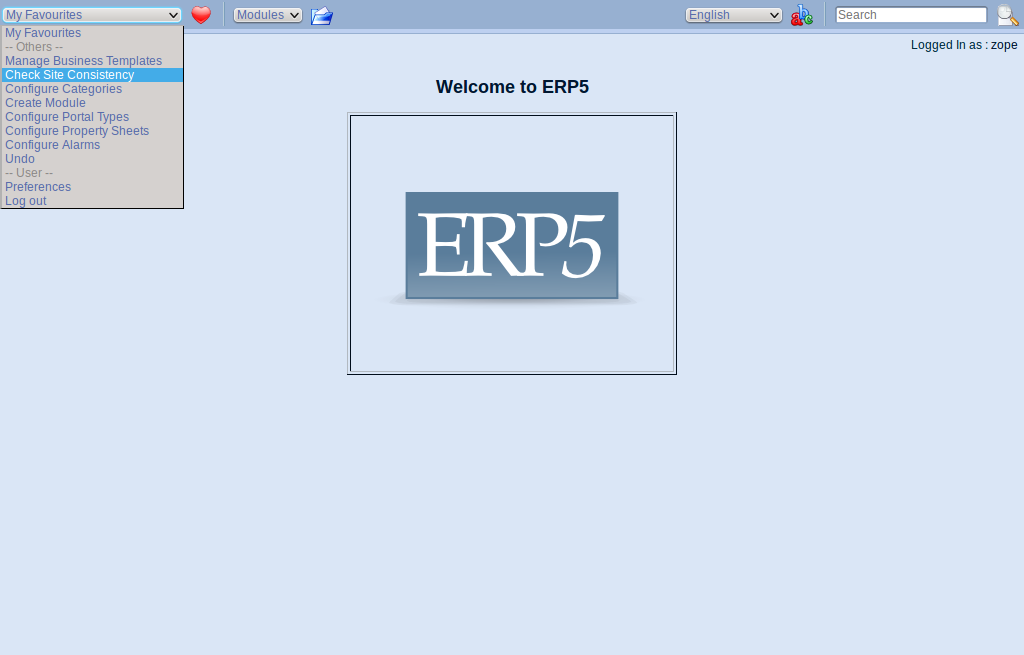 My Favourites
Modules
English
Search
My Favourites
-- Others --
Manage Business Templates
Check Site Consistency
Configure Categories
Create Module
Configure Portal Types
Configure Property Sheets
Configure Alarms
Undo
-- User --
Preferences
Log out
Logged In as : zope
Welcome to ERP5
ERP5
abc